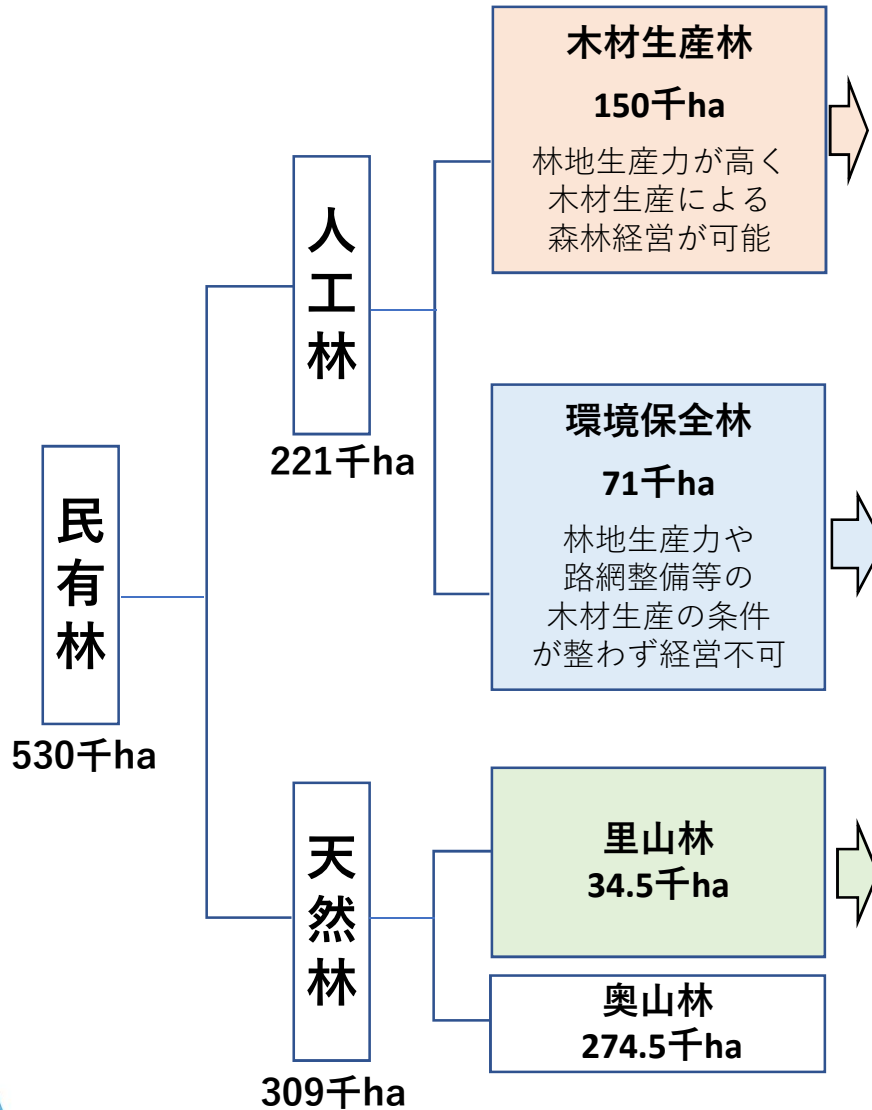 民有林
530千ha
人工林
221千ha
木材生産林
150千ha
林地生産力が高く
木材生産による
森林経営が可能
環境保全林
71千ha
林地生産力や
路網整備等の
木材生産の条件
が整わず経営不可
天然林
309千ha
里山林
34.5千ha
奥山林
274.5千ha